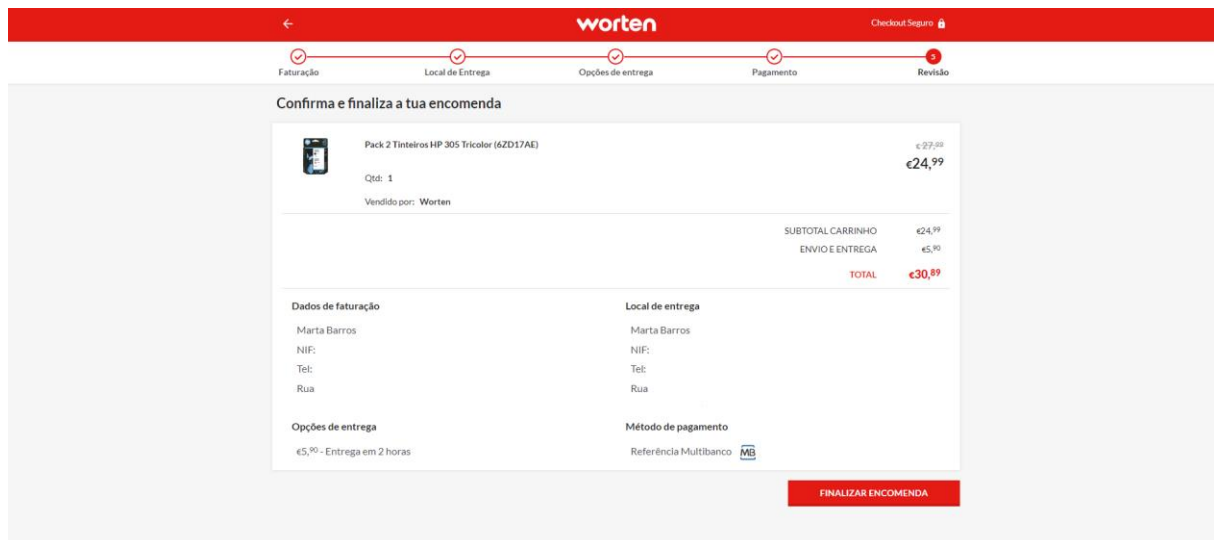 worten
Checkout Seguro
Faturação
Local de Entrega
Opções de entrega
Pagamento
5
Revisão
Confirma e finaliza a tua encomenda
Pack 2 Tinteiros HP 305 Tricolor (6ZD17AE)
€24,99
Qtd: 1
Vendido por: Worten
SUBTOTAL CARRINHO €24,99
ENVIO E ENTREGA €5,90
TOTAL €30,89
Dados de faturação
Marta Barros
NIF:
Tel:
Rua
Local de entrega
Marta Barros
NIF:
Tel:
Rua
Opções de entrega
€5,90 - Entrega em 2 horas
Método de pagamento
Referência Multibanco MB
FINALIZAR ENCOMENDA